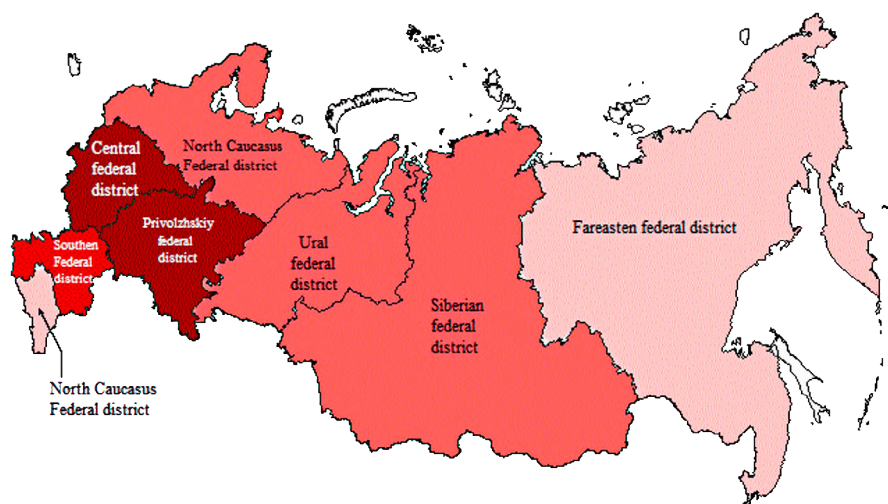 North Caucasus
Federal district
Central
federal
district
Privolzhskiy
federal
district
Southen
Federal
district
Ural
federal
district
Siberian
federal
district
Fareasten federal district
North Caucasus
Federal district